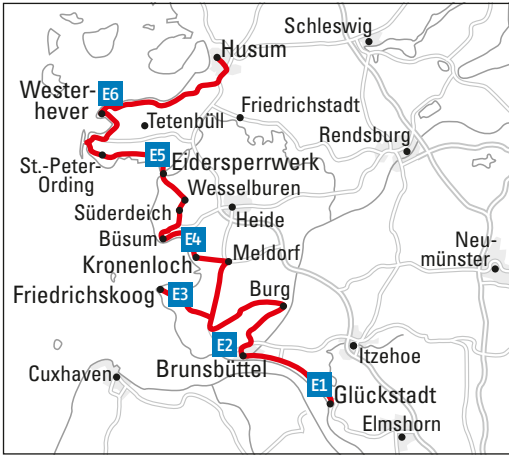 Schleswig
Husum
E6
Wester-
hever
Tetenbüll
Friedrichstadt
Rendsburg
E5
St.-Peter-
Ording
Eidersperrwerk
Wesselburen
Süderdeich
Heide
Büsum
E4
Kronenloch
Meldorf
Neu-
münster
Friedrichskoog
E3
Burg
E2
Brunsbüttel
Itzehoe
Cuxhaven
E1
Glückstadt
Elmshorn